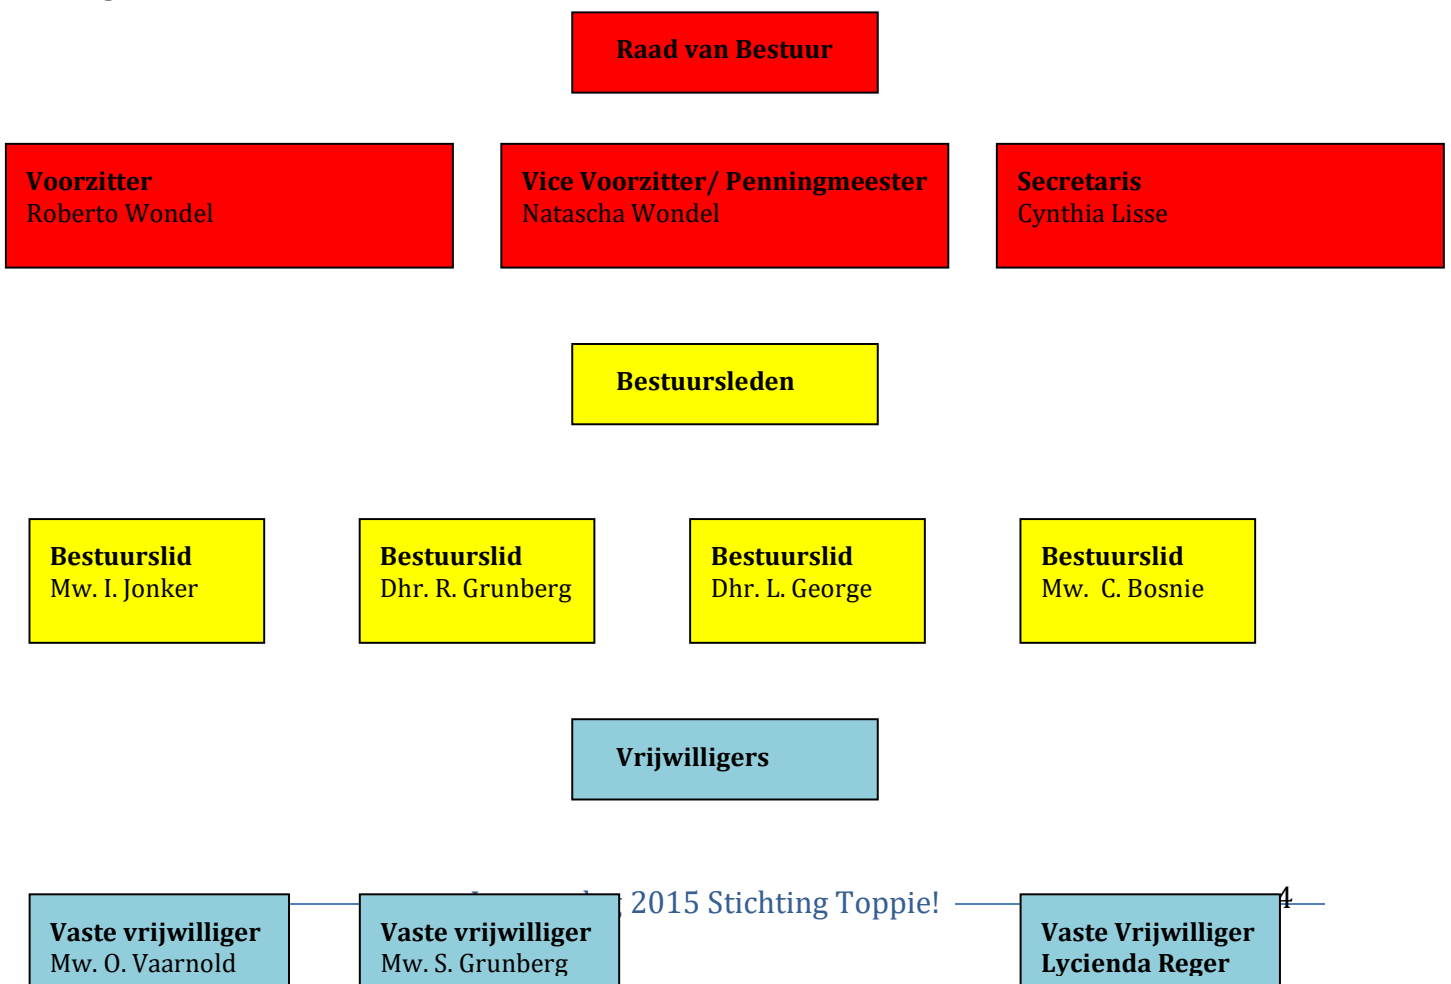 Raad van Bestuur
Voorzitter
Roberto Wondel
Vice Voorzitter/ Penningmeester
Natascha Wondel
Secretaris
Cynthia Lisse
Bestuursleden
Bestuurslid
Mw. I. Jonker
Bestuurslid
Dhr. R. Grunberg
Bestuurslid
Dhr. L. George
Bestuurslid
Mw. C. Bosnie
Vrijwilligers
2015 Stichting Toppie! 4
Vaste vrijwilliger
Mw. O. Vaarnold
Vaste vrijwilliger
Mw. S. Grunberg
Vaste Vrijwilliger
Lycienda Reger